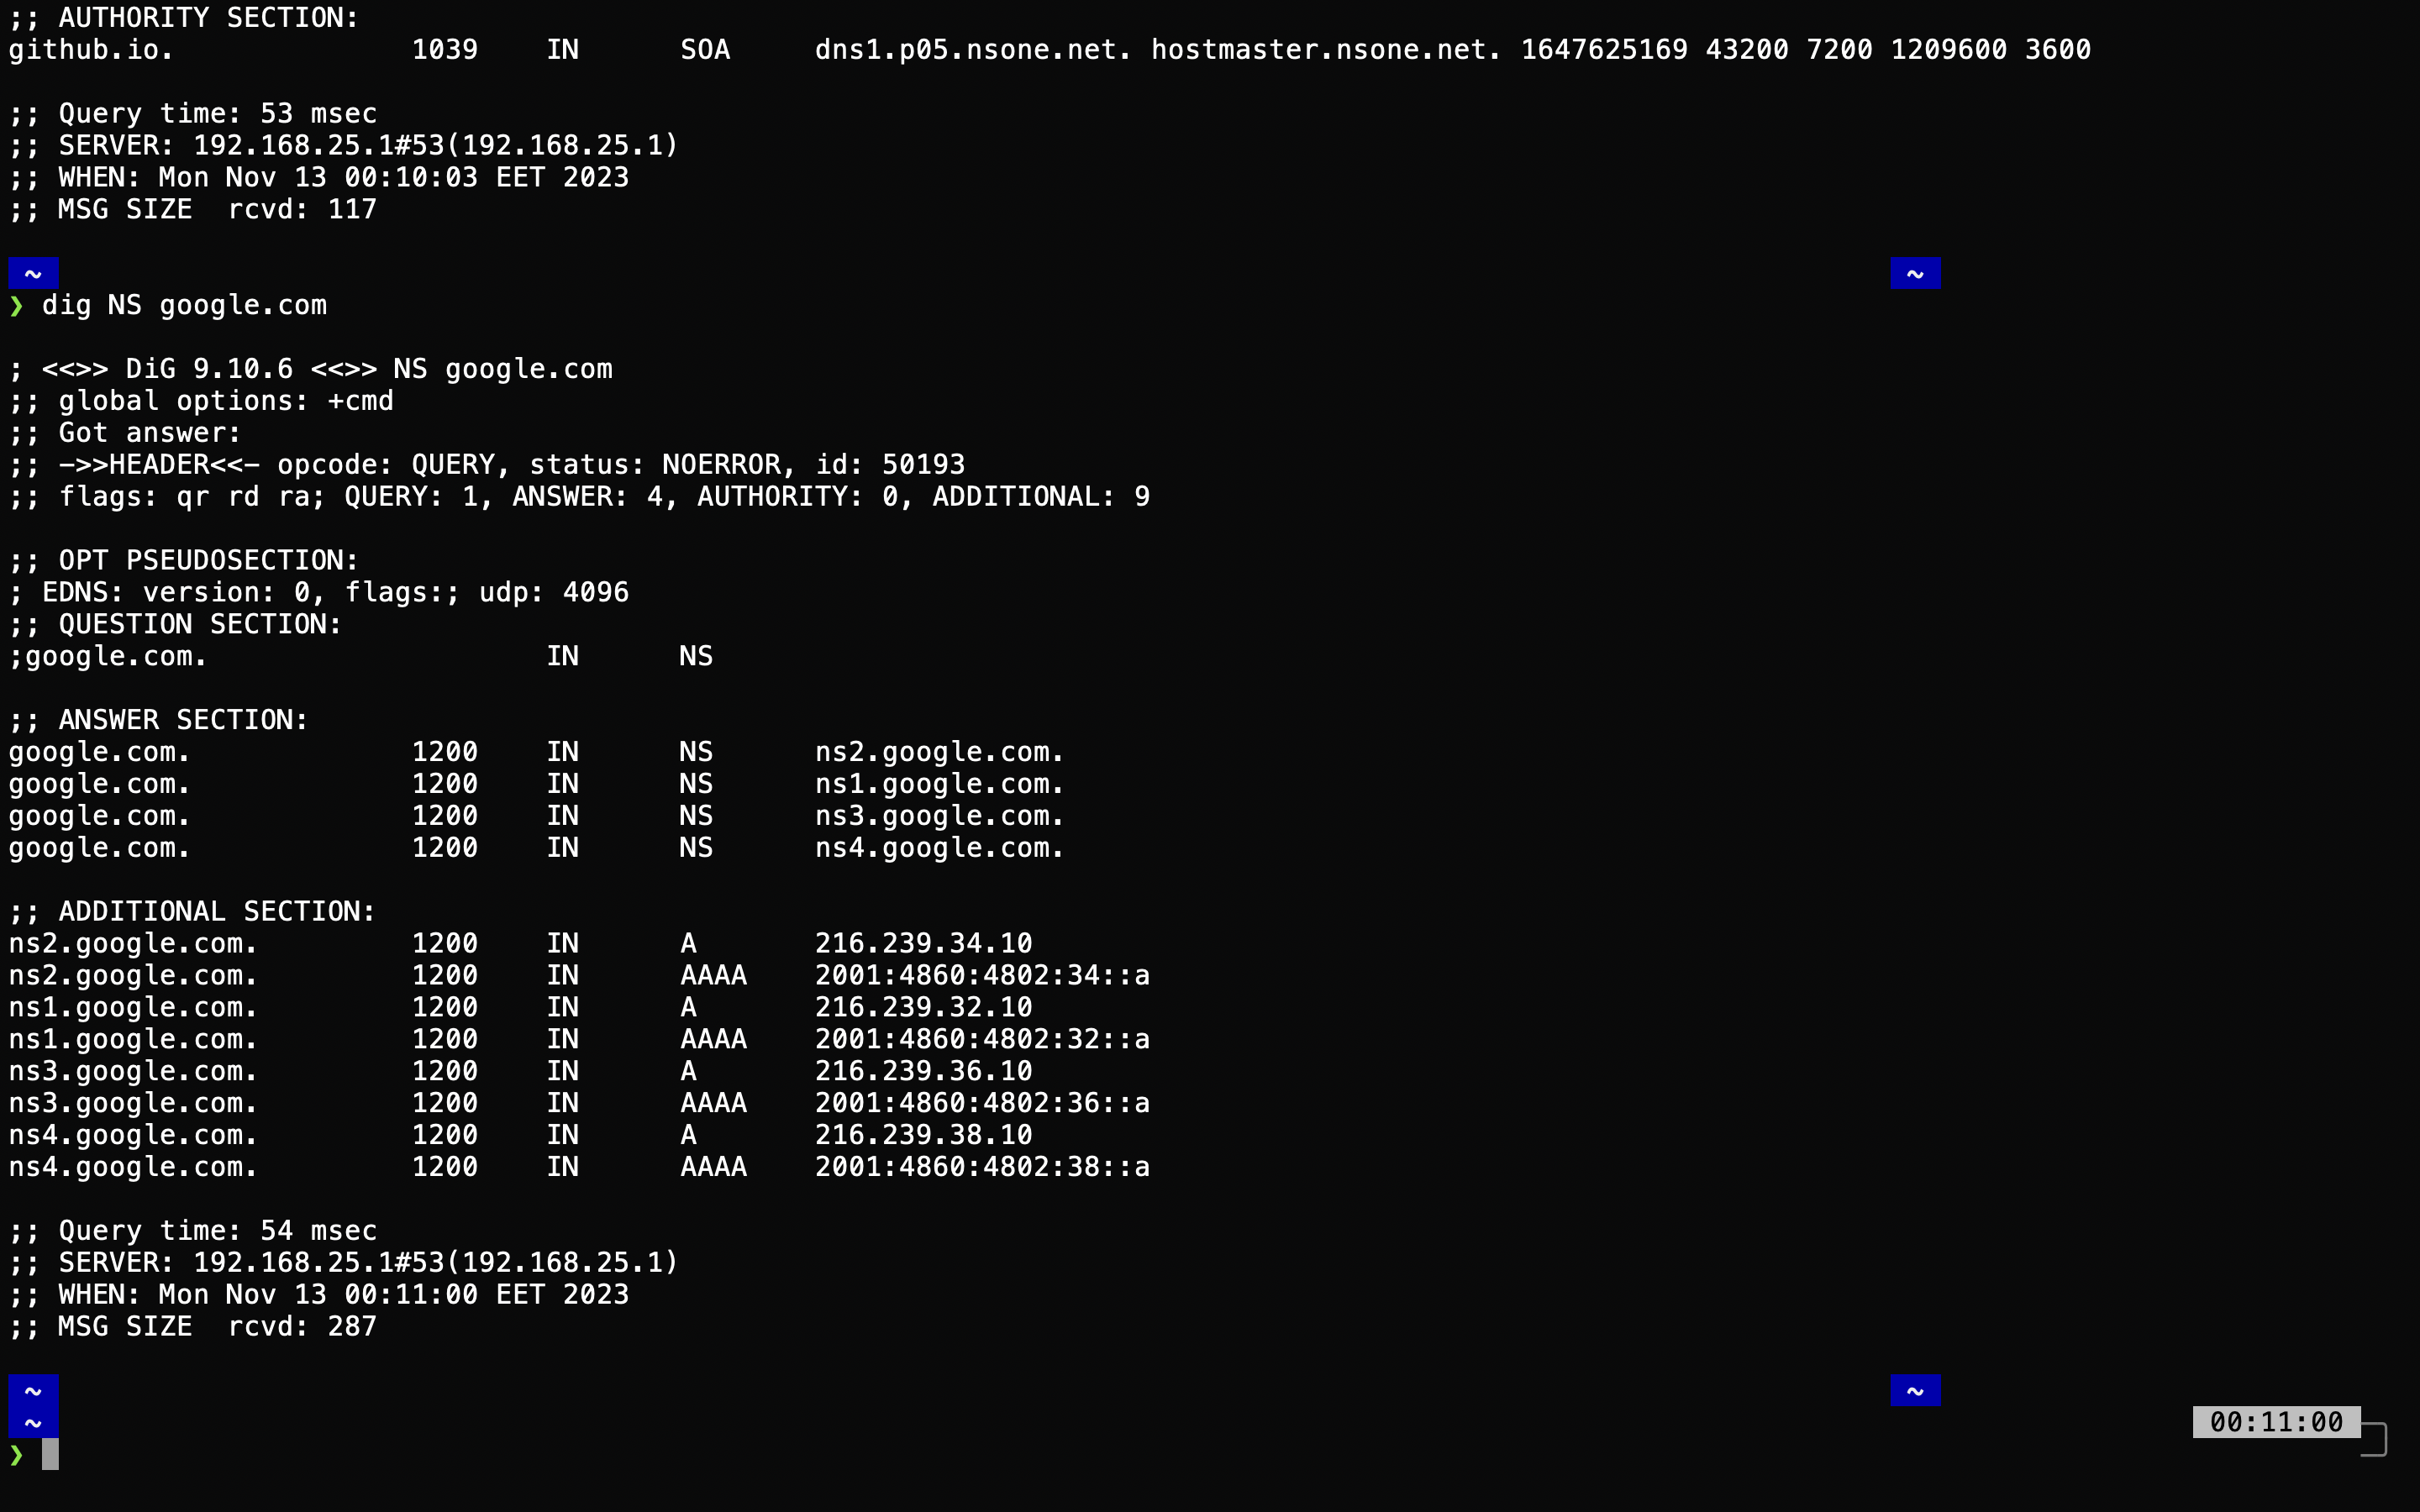 ;; AUTHORITY SECTION:
github.io. 1039 IN SOA dns1.p05.nsone.net. hostmaster.nsone.net. 1647625169 43200 7200 1209600 3600
;; Query time: 53 msec
;; SERVER: 192.168.25.1#53(192.168.25.1)
;; WHEN: Mon Nov 13 00:10:03 EET 2023
;; MSG SIZE  rcvd: 117
~ ~
❯ dig NS google.com
; <<>> DiG 9.10.6 <<>> NS google.com
;; global options: +cmd
;; Got answer:
;; ->>HEADER<<- opcode: QUERY, status: NOERROR, id: 50193
;; flags: qr rd ra; QUERY: 1, ANSWER: 4, AUTHORITY: 0, ADDITIONAL: 9
;; OPT PSEUDOSECTION:
; EDNS: version: 0, flags:; udp: 4096
;; QUESTION SECTION:
;google.com. IN NS
;; ANSWER SECTION:
google.com. 1200 IN NS ns2.google.com.
google.com. 1200 IN NS ns1.google.com.
google.com. 1200 IN NS ns3.google.com.
google.com. 1200 IN NS ns4.google.com.
;; ADDITIONAL SECTION:
ns2.google.com. 1200 IN A 216.239.34.10
ns2.google.com. 1200 IN AAAA 2001:4860:4802:34::a
ns1.google.com. 1200 IN A 216.239.32.10
ns1.google.com. 1200 IN AAAA 2001:4860:4802:32::a
ns3.google.com. 1200 IN A 216.239.36.10
ns3.google.com. 1200 IN AAAA 2001:4860:4802:36::a
ns4.google.com. 1200 IN A 216.239.38.10
ns4.google.com. 1200 IN AAAA 2001:4860:4802:38::a
;; Query time: 54 msec
;; SERVER: 192.168.25.1#53(192.168.25.1)
;; WHEN: Mon Nov 13 00:11:00 EET 2023
;; MSG SIZE  rcvd: 287
~ ~
~ 00:11:00
❯